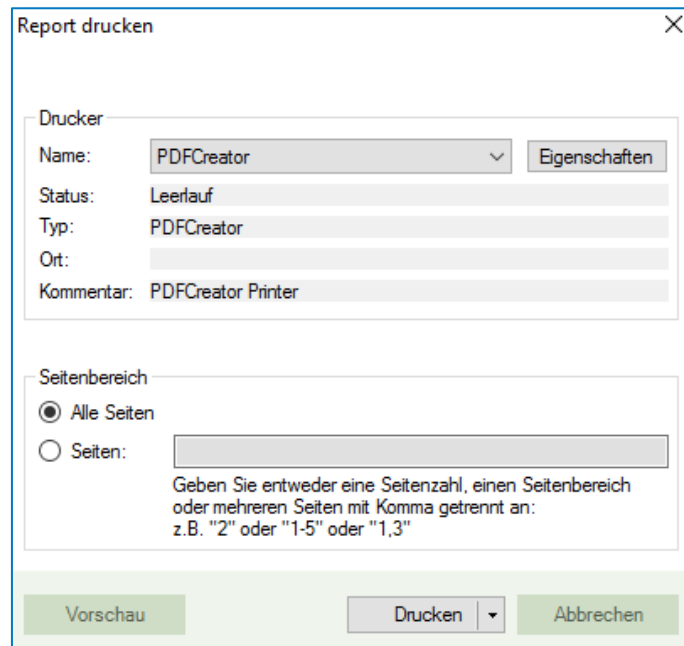 Report drucken
Drucker
Name: PDFCreator Eigenschaften
Status: Leerlauf
Typ: PDFCreator
Ort:
Kommentar: PDFCreator Printer
Seitenbereich
Alle Seiten
Seiten:
Geben Sie entweder eine Seitenzahl, einen Seitenbereich
oder mehreren Seiten mit Komma getrennt an:
z.B. "2" oder "1-5" oder "1,3"
Vorschau Drucken Abbrechen